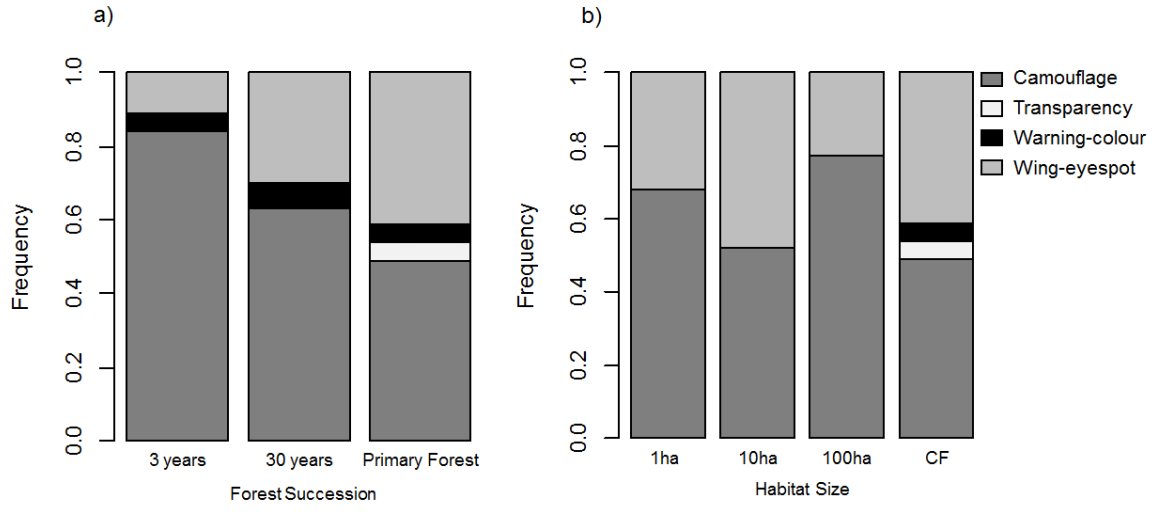 a)
Frequency
1.0
0.8
0.6
0.4
0.2
0.0
3 years
30 years
Primary Forest
Forest Succession
b)
Frequency
1.0
0.8
0.6
0.4
0.2
0.0
1ha
10ha
100ha
CF
Habitat Size
Camouflage
Transparency
Warning-colour
Wing-eyespot